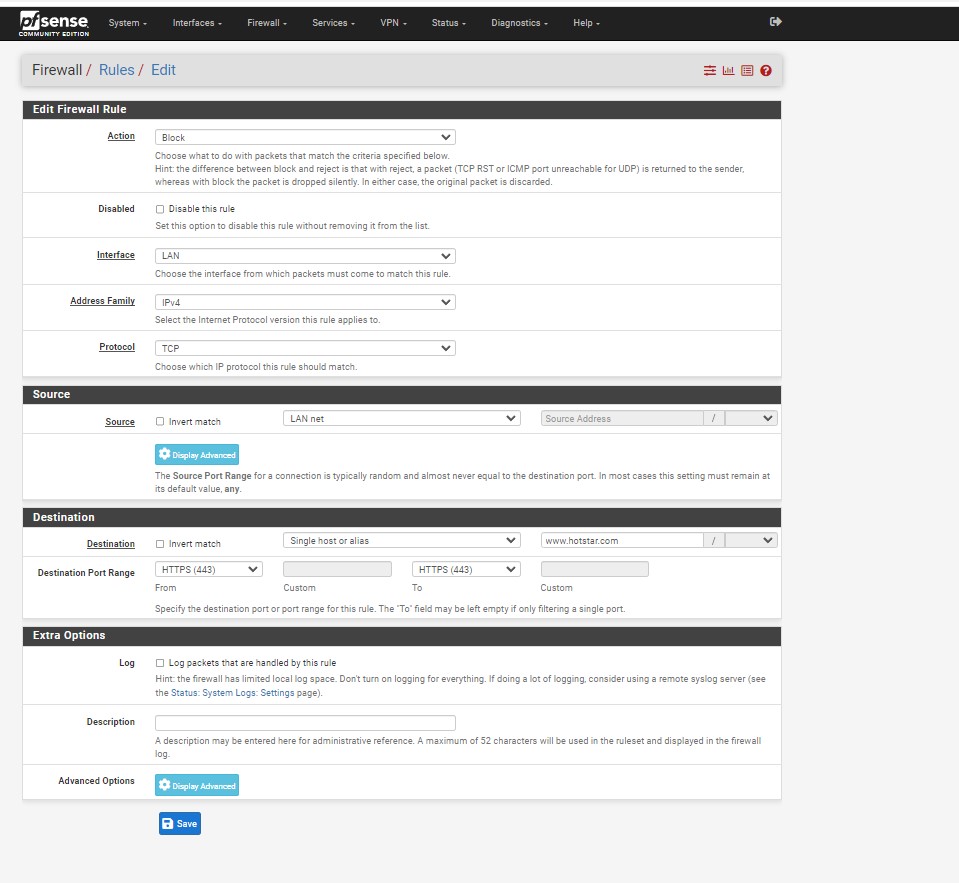 pfsense
COMMUNITY EDITION
System
Interfaces
Firewall
Services
VPN
Status
Diagnostics
Help
Firewall / Rules / Edit
Edit Firewall Rule
Action
Block
Choose what to do with packets that match the criteria specified below.
Hint: the difference between block and reject is that with reject, a packet (TCP RST or ICMP port unreachable for UDP) is returned to the sender,
whereas with block the packet is dropped silently. In either case, the original packet is discarded.
Disabled
Disable this rule
Set this option to disable this rule without removing it from the list.
Interface
LAN
Choose the interface from which packets must come to match this rule.
Address Family
IPv4
Select the Internet Protocol version this rule applies to.
Protocol
TCP
Choose which IP protocol this rule should match.
Source
Source
Invert match
LAN net
Source Address
/
Display Advanced
The Source Port Range for a connection is typically random and almost never equal to the destination port. In most cases this setting must remain at
its default value, any.
Destination
Destination
Invert match
Single host or alias
www.hotstar.com
/
Destination Port Range
HTTPS (443)
HTTPS (443)
From
Custom
To
Custom
Specify the destination port or port range for this rule. The "To" field may be left empty if only filtering a single port.
Extra Options
Log
Log packets that are handled by this rule
Hint: the firewall has limited local log space. Don't turn on logging for everything. If doing a lot of logging, consider using a remote syslog server (see
the Status: System Logs: Settings page).
Description
A description may be entered here for administrative reference. A maximum of 52 characters will be used in the ruleset and displayed in the firewall
log.
Advanced Options
Display Advanced
Save